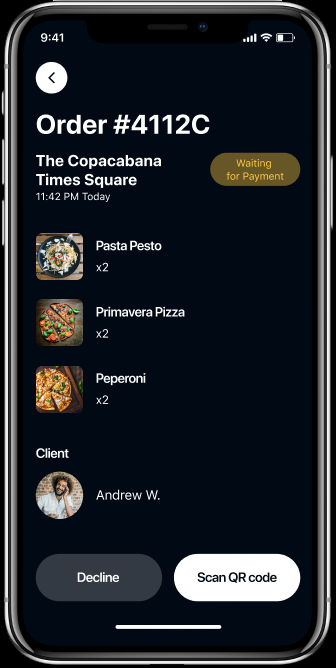 9:41
Order #4112C
The Copacabana
Times Square
Waiting
for Payment
11:42 PM Today
Pasta Pesto
x2
Primavera Pizza
x2
Peperoni
x2
Client
Andrew W.
Decline
Scan QR code